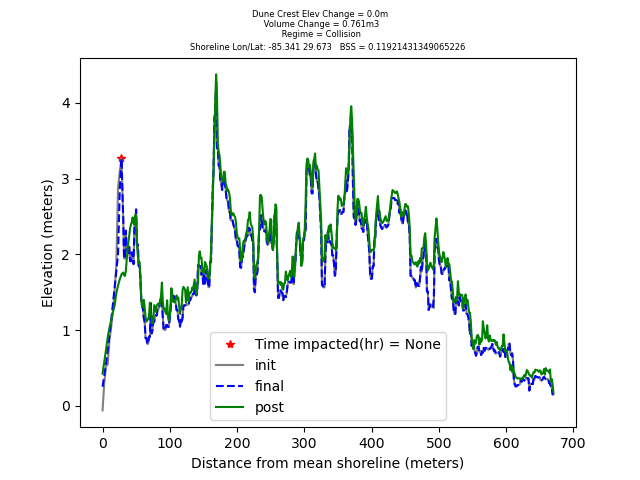 Dune Crest Elev Change = 0.0m
Volume Change = 0.761m3
Regime = Collision
Shoreline Lon/Lat: -85.341 29.673 BSS = 0.11921431349065226
4
3
2
1
0
Elevation (meters)
Time impacted(hr) = None
init
final
post
0 100 200 300 400 500 600 700
Distance from mean shoreline (meters)